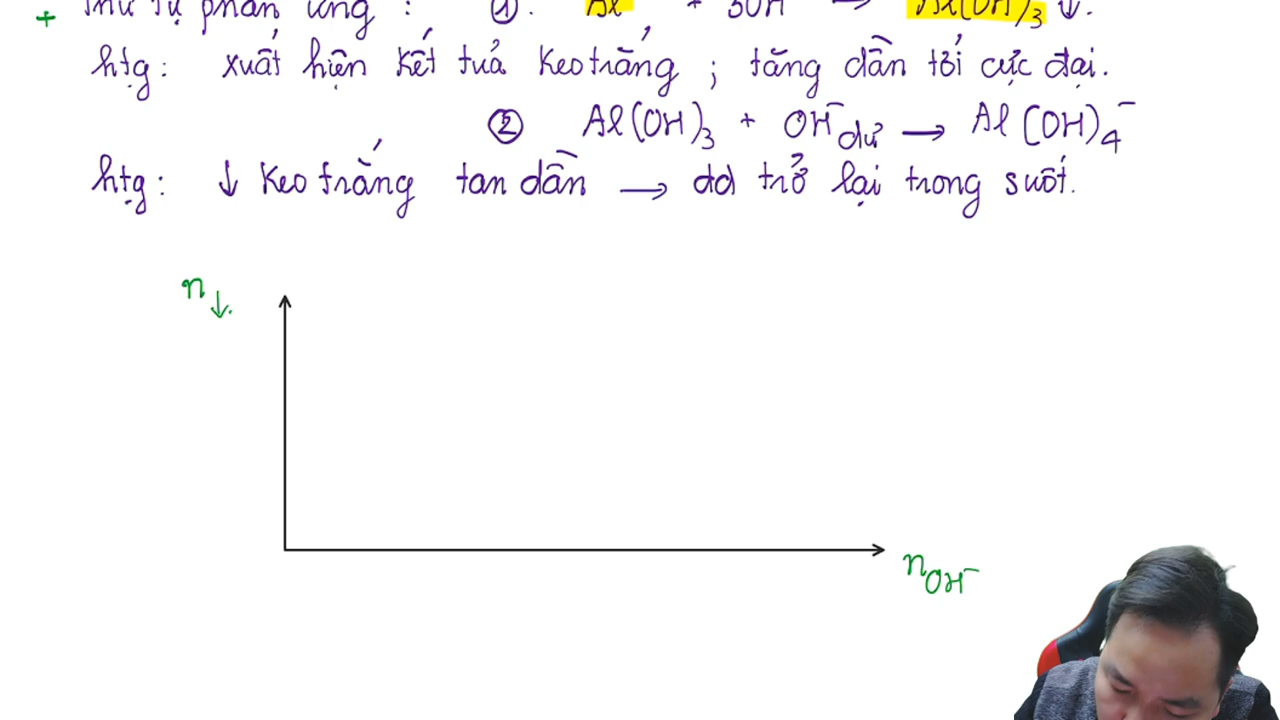 + Thứ tự phản ứng : ①. Al + 3OH → Al(OH)3 ↓.
htg: xuất hiện kết tủa keo trắng ; tăng dần tới cực đại.
② Al(OH)3 + OH⁻dư → Al(OH)4⁻
htg: ↓ keo trắng tan dần → dd trở lại trong suốt.
n↓.
nOH⁻